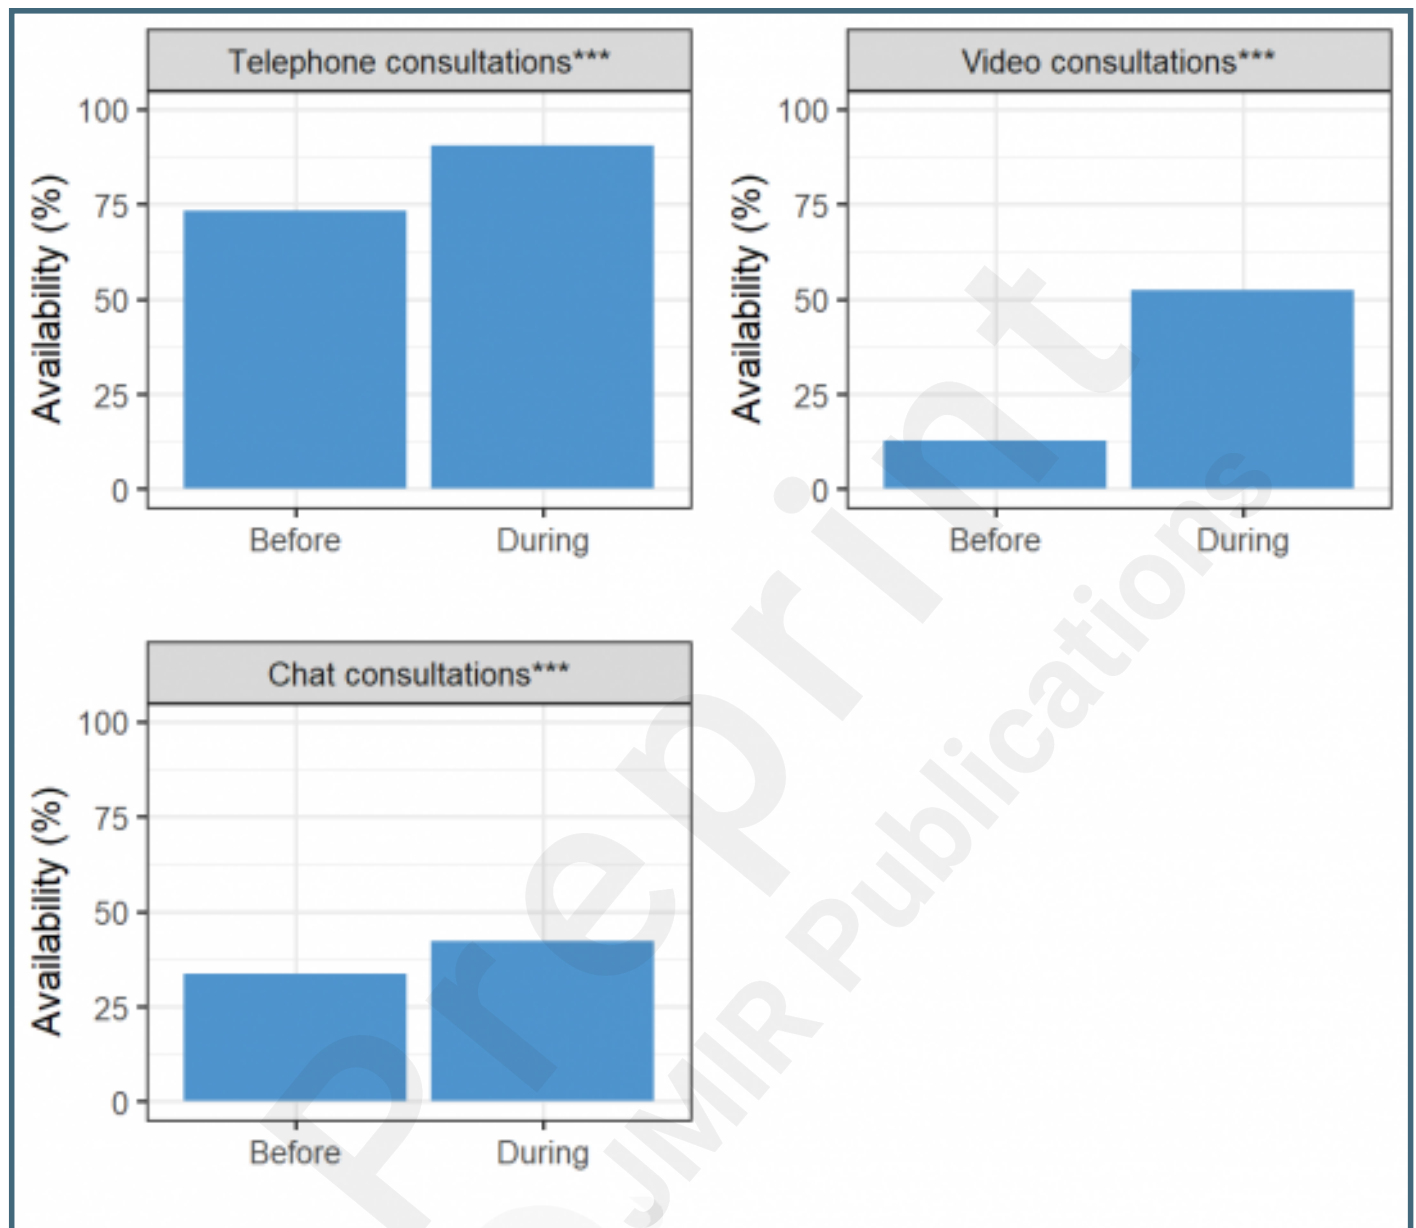 Telephone consultations***
100
75
50
25
0
Availability (%)
Before During
Video consultations***
100
75
50
25
0
Availability (%)
Before During
Chat consultations***
100
75
50
25
0
Availability (%)
Before During
Preprint
JMIR Publications